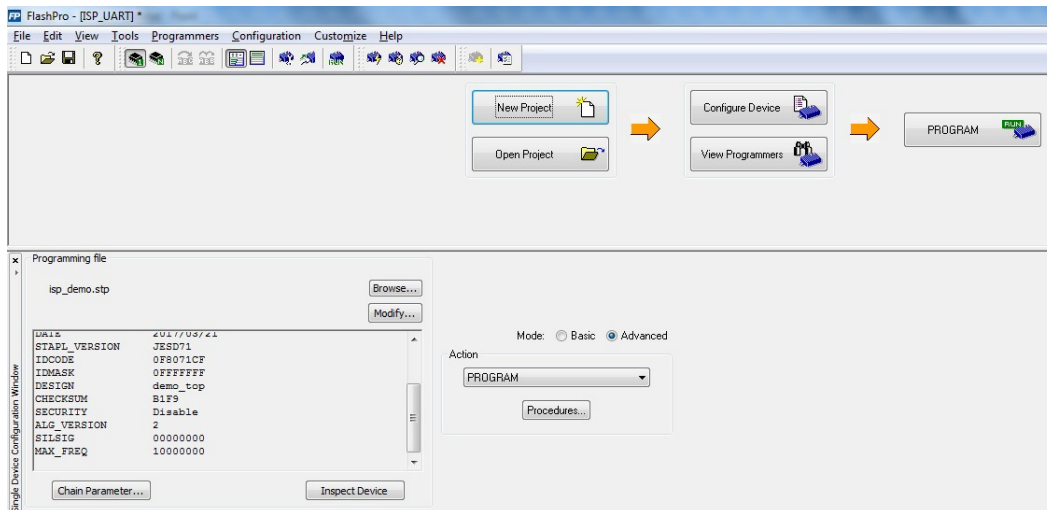 FP FlashPro - [ISP_UART] *
File Edit View Tools Programmers Configuration Customize Help
New Project
Open Project
Configure Device
View Programmers
PROGRAM
RUN
Programming file
isp_demo.stp
Browse...
Modify...
DATE 2017/03/21
STAPL_VERSION JESD71
IDCODE 0F8071CF
IDMASK 0FFFFFFF
DESIGN demo_top
CHECKSUM B1F9
SECURITY Disable
ALG_VERSION 2
SILSIG 00000000
MAX_FREQ 10000000
Chain Parameter...
Inspect Device
Mode: Basic Advanced
Action
PROGRAM
Procedures...
Single Device Configuration Window